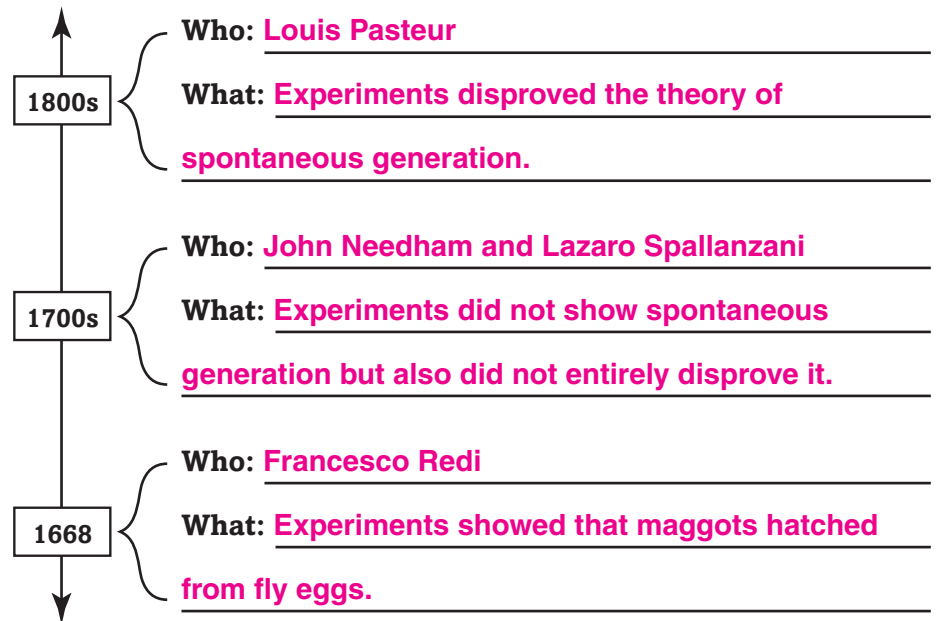 Who: Louis Pasteur
1800s
What: Experiments disproved the theory of
spontaneous generation.
Who: John Needham and Lazaro Spallanzani
1700s
What: Experiments did not show spontaneous
generation but also did not entirely disprove it.
Who: Francesco Redi
1668
What: Experiments showed that maggots hatched
from fly eggs.